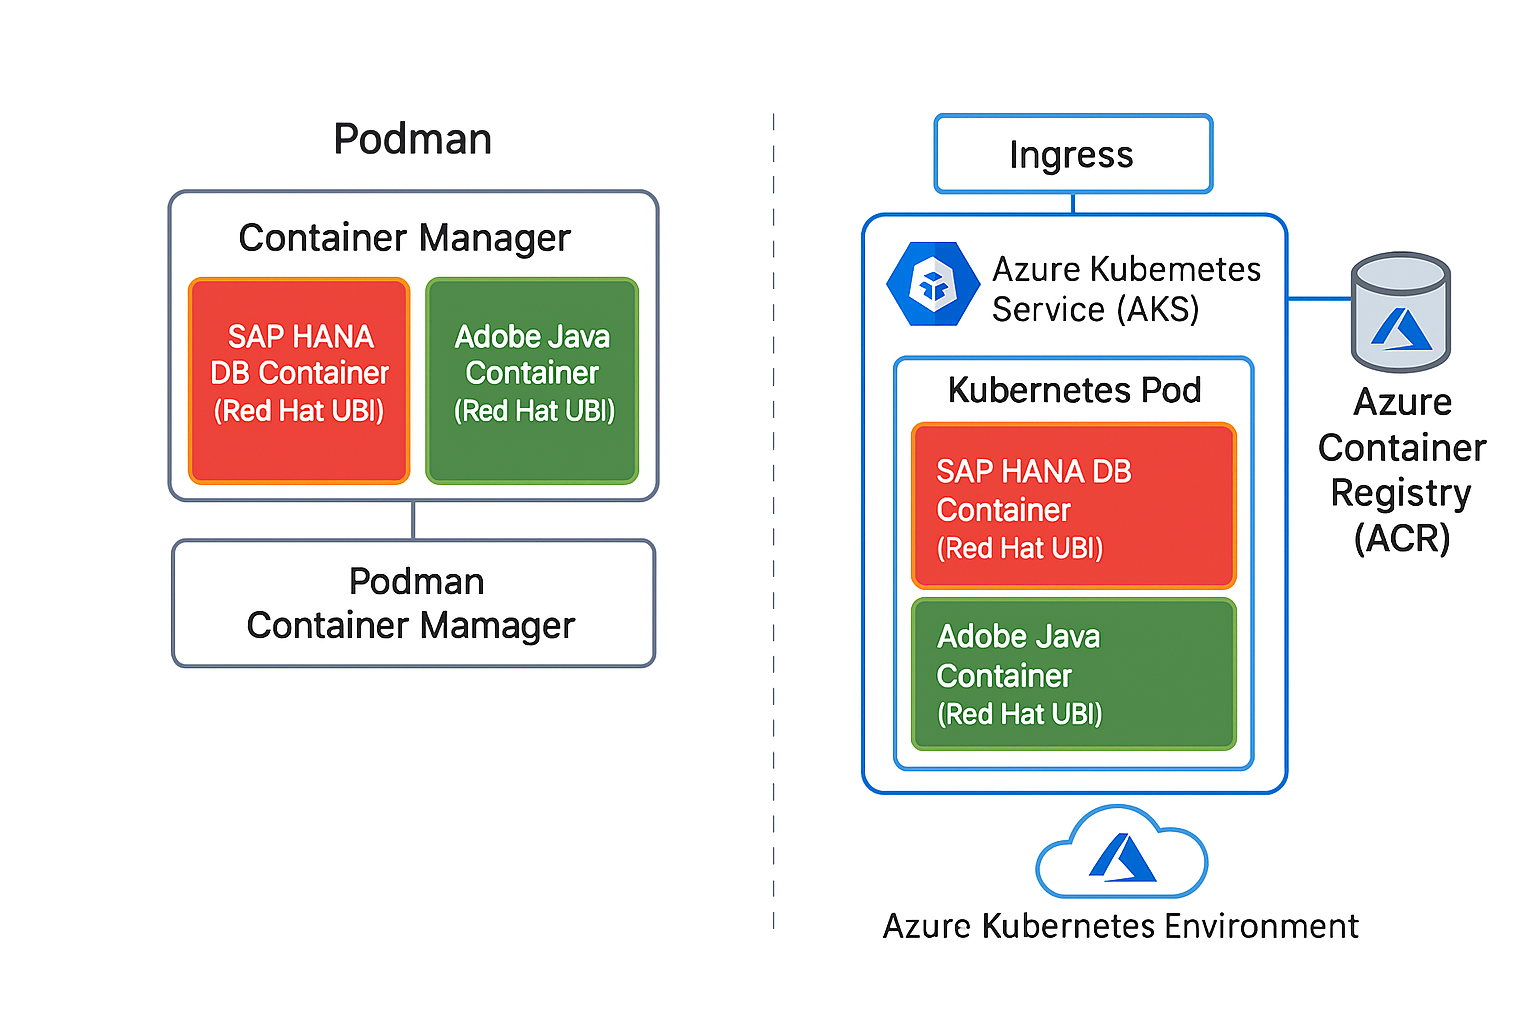 Podman
Container Manager
SAP HANA
DB Container
(Red Hat UBI)
Adobe Java
Container
(Red Hat UBI)
Podman
Container Mamager
Ingress
Azure Kubemetes
Service (AKS)
Kubernetes Pod
SAP HANA DB
Container
(Red Hat UBI)
Adobe Java
Container
(Red Hat UBI)
Azure
Container
Registry
(ACR)
Azure Kubernetes Environment